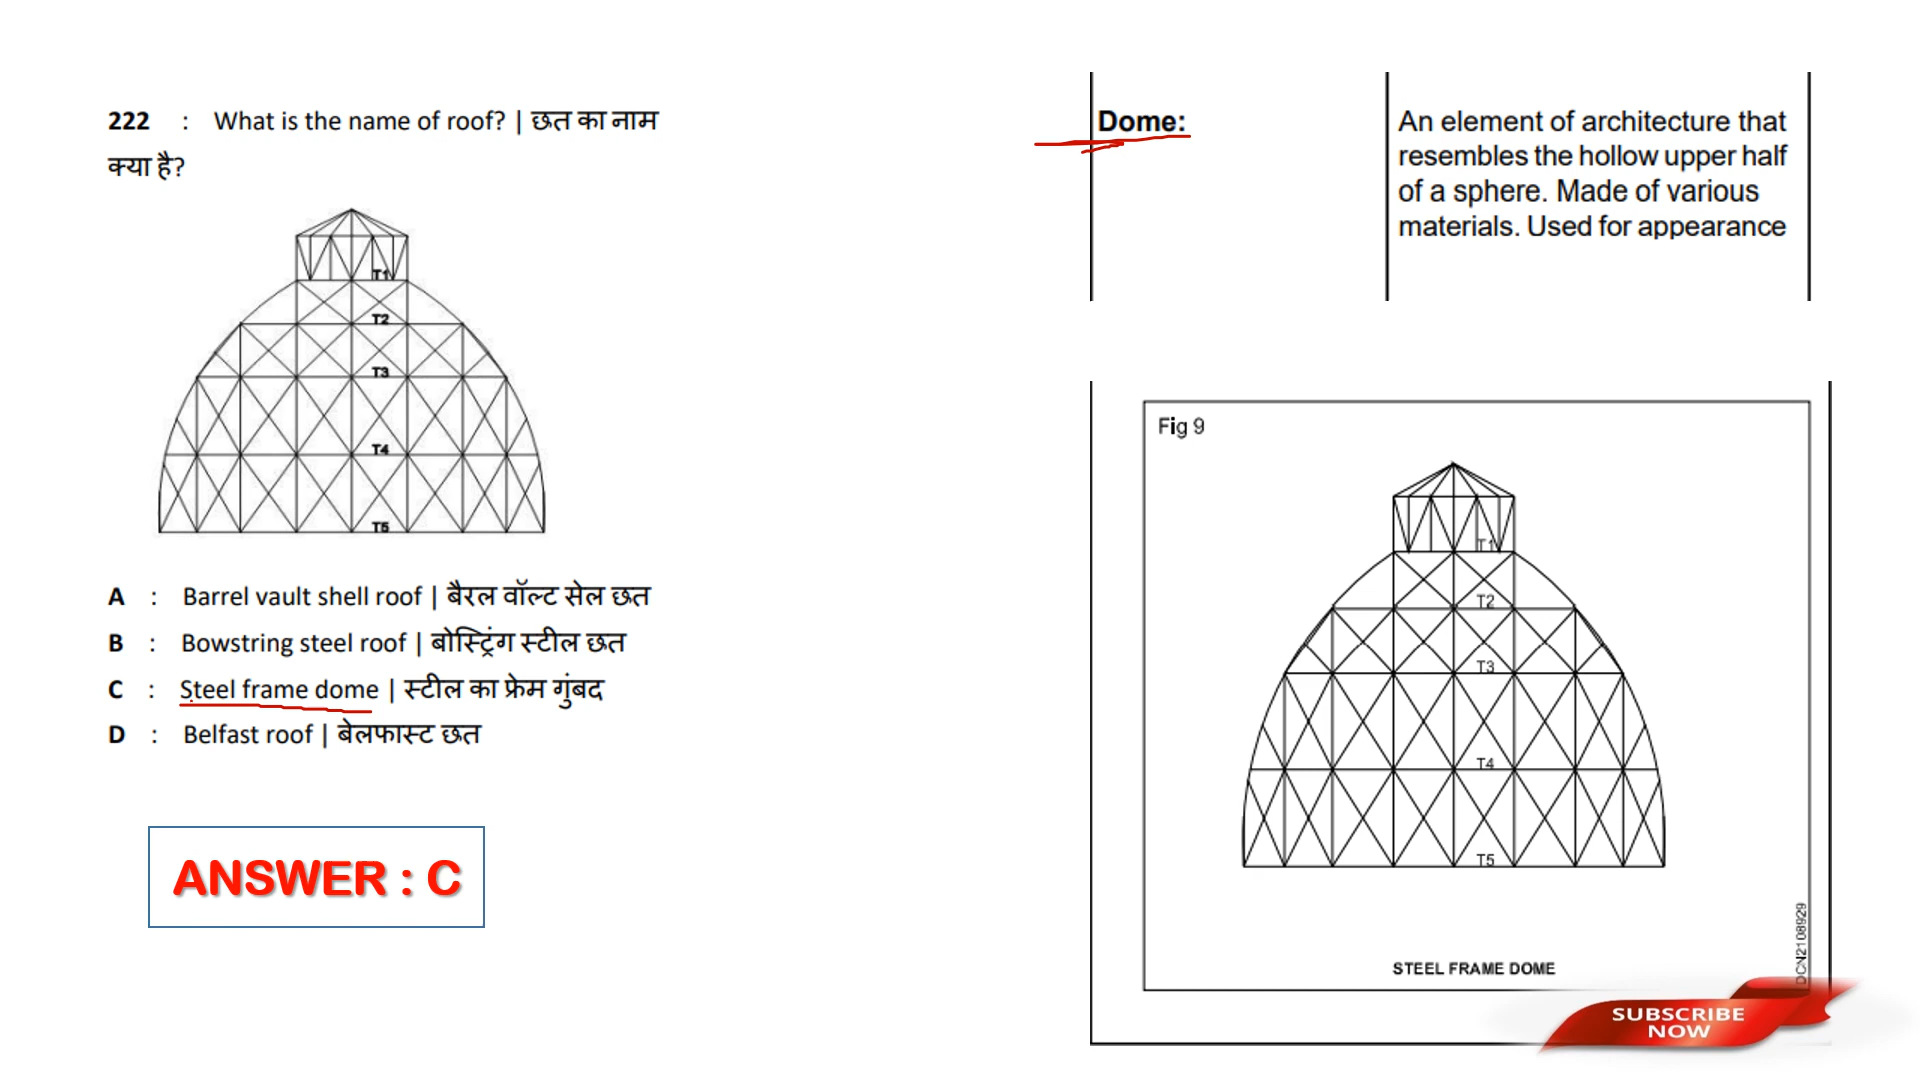 222 : What is the name of roof? | छत का नाम
क्या है?
T1
T2
T3
T4
T5
A : Barrel vault shell roof | बैरल वॉल्ट सेल छत
B : Bowstring steel roof | बोस्ट्रिंग स्टील छत
C : Steel frame dome | स्टील का फ्रेम गुंबद
D : Belfast roof | बेलफास्ट छत
ANSWER : C
Dome:
An element of architecture that
resembles the hollow upper half
of a sphere. Made of various
materials. Used for appearance
Fig 9
T1
T2
T3
T4
T5
STEEL FRAME DOME
DCN2108929
SUBSCRIBE
NOW